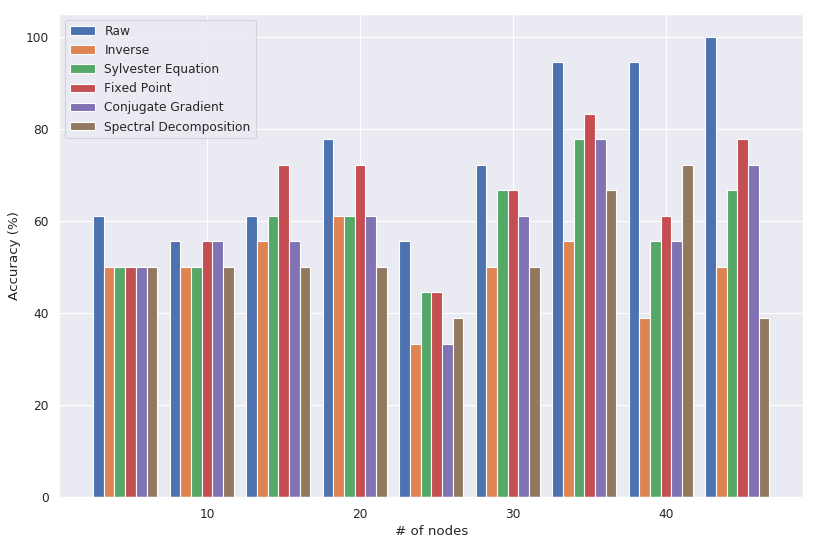 100
80
60
40
20
0
Accuracy (%)
Raw
Inverse
Sylvester Equation
Fixed Point
Conjugate Gradient
Spectral Decomposition
10 20 30 40
# of nodes